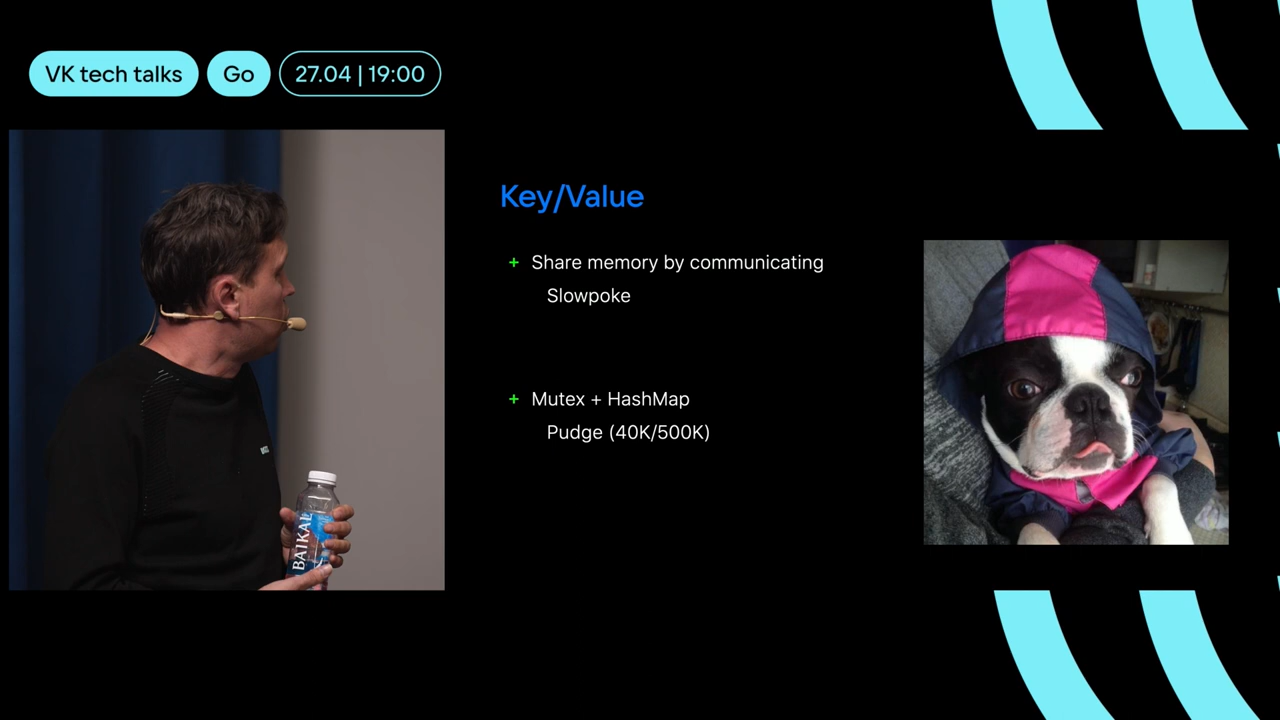 VK tech talks
Go
27.04 | 19:00
Key/Value
+ Share memory by communicating
Slowpoke
+ Mutex + HashMap
Pudge (40K/500K)
BAIKAL